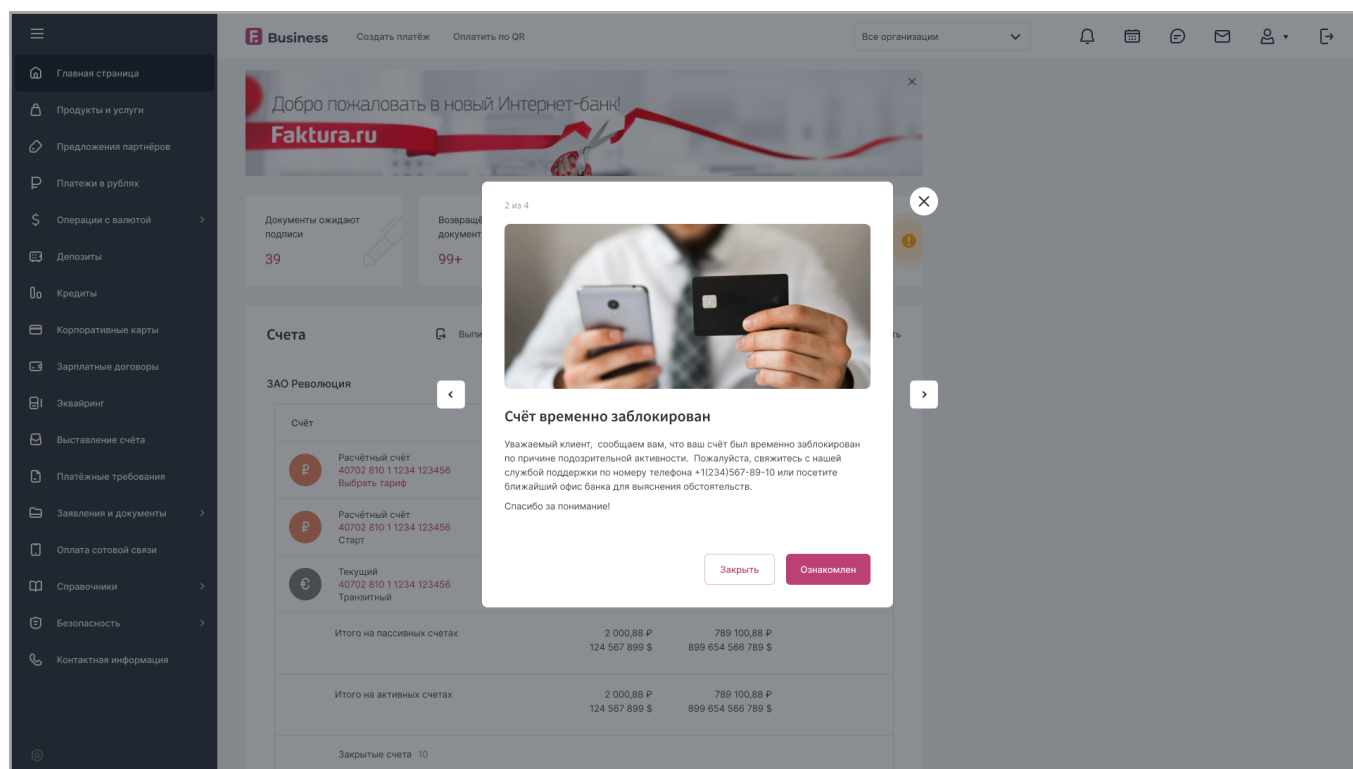 Business
Создать платёж
Оплатить по QR
Все организации
Главная страница
Продукты и услуги
Предложения партнёров
Платежи в рублях
Операции с валютой
Депозиты
Кредиты
Корпоративные карты
Зарплатные договоры
Эквайринг
Выставление счёта
Платёжные требования
Заявления и документы
Оплата сотовой связи
Справочники
Безопасность
Контактная информация
Добро пожаловать в новый Интернет-банк!
Faktura.ru
Документы ожидают
подписи
39
Возвращё
документ
99+
Счета
Выпи
ть
ЗАО Революция
Счёт
Расчётный счёт
40702 810 1 1234 123456
Выбрать тариф
Расчётный счёт
40702 810 1 1234 123456
Старт
Текущий
40702 810 1 1234 123456
Транзитный
Итого на пассивных счетах
2 000,88 ₽
789 100,88 ₽
124 567 899 $
899 654 566 789 $
Итого на активных счетах
2 000,88 ₽
789 100,88 ₽
124 567 899 $
899 654 566 789 $
Закрытые счета 10
2 из 4
Счёт временно заблокирован
Уважаемый клиент, сообщаем вам, что ваш счёт был временно заблокирован
по причине подозрительной активности. Пожалуйста, свяжитесь с нашей
службой поддержки по номеру телефона +1(234)567-89-10 или посетите
ближайший офис банка для выяснения обстоятельств.
Спасибо за понимание!
Закрыть
Ознакомлен